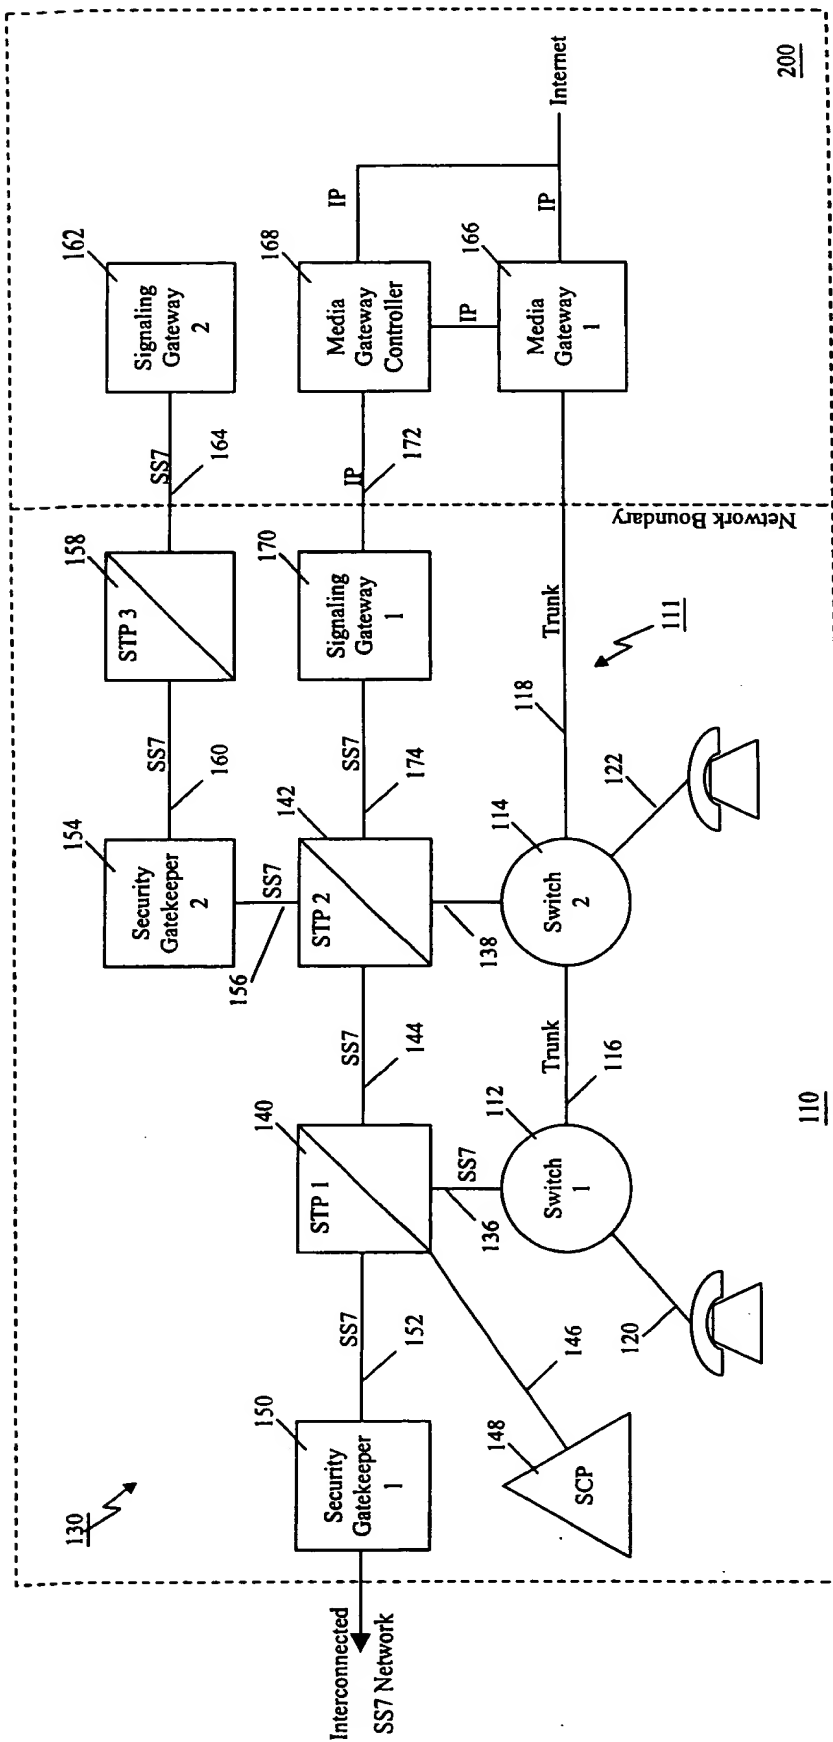 130
Interconnected
SS7 Network
150
Security
Gatekeeper
1
SS7
152
140
STP 1
SS7
144
146
148
SCP
SS7
136
112
Switch
1
120
Trunk
116
110
154
Security
Gatekeeper
2
SS7
156
SS7
160
158
STP 3
SS7
164
162
Signaling
Gateway
2
142
STP 2
138
SS7
174
170
Signaling
Gateway
1
IP
172
168
Media
Gateway
Controller
IP
IP
114
Switch
2
122
118
Trunk
111
Network Boundary
166
Media
Gateway
1
IP
Internet
200